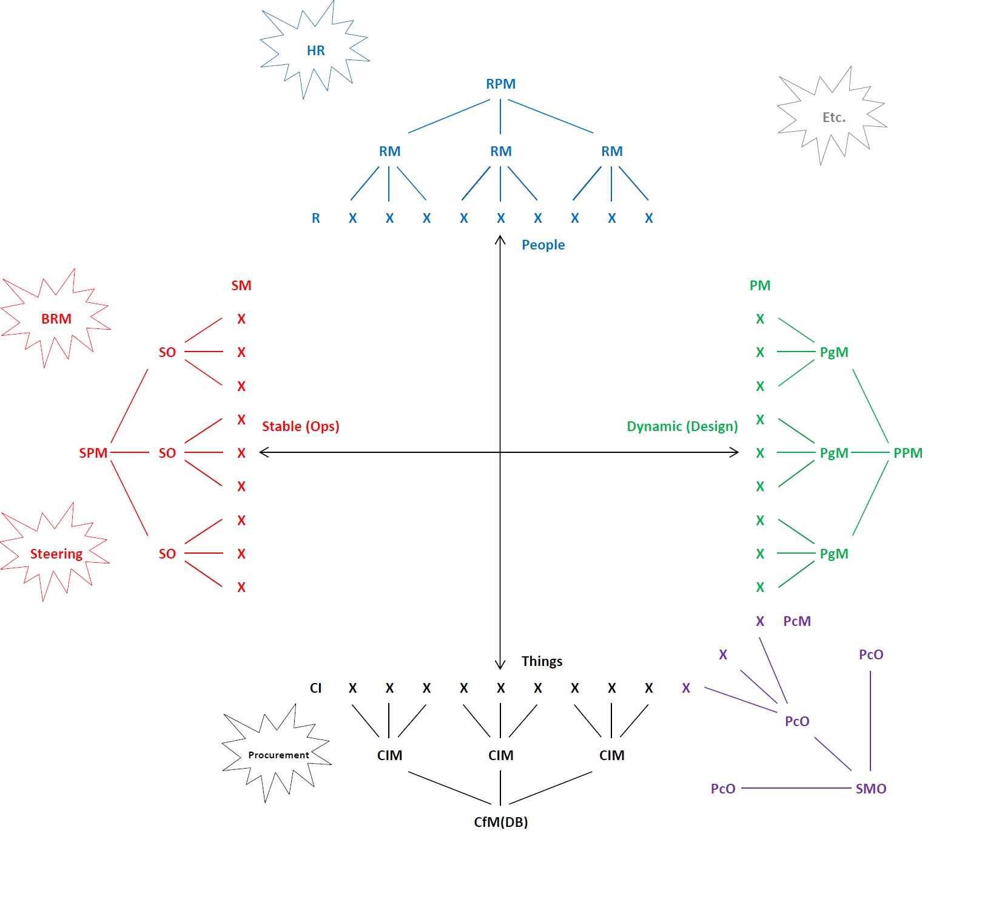 HR
RPM
Etc.
RM RM RM
R X X X X X X X X X
People
SM PM
BRM X X
SO X X PgM
X X
X Stable (Ops) Dynamic (Design) X
SPM SO X X PgM PPM
X X
X X
Steering SO X X PgM
X X
X PcM
X PcO
Things
CI X X X X X X X X X X
PcO
Procurement CIM CIM CIM
PcO SMO
CfM(DB)